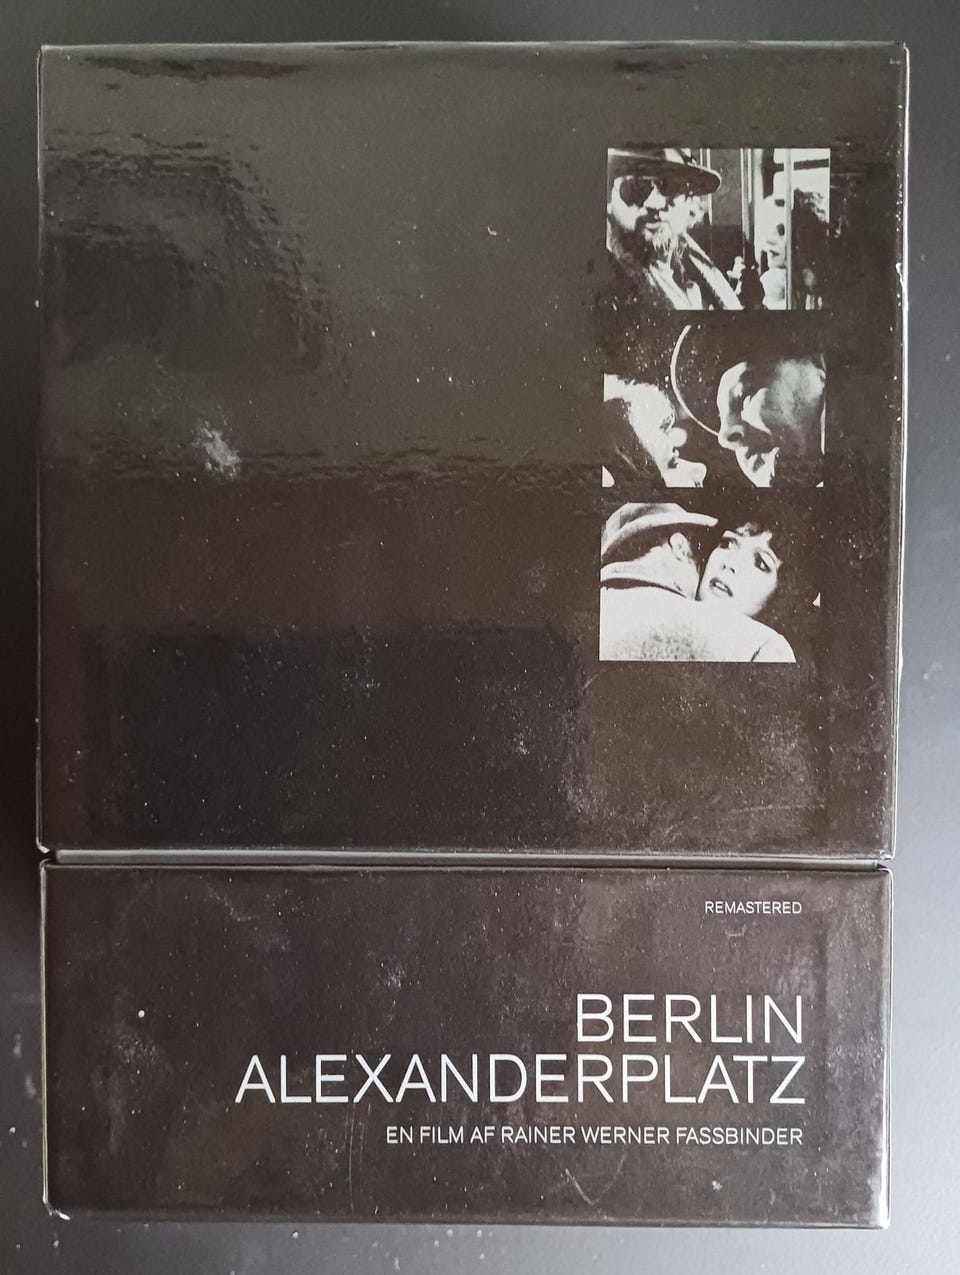 REMASTERED
BERLIN
ALEXANDERPLATZ
EN FILM AF RAINER WERNER FASSBINDER